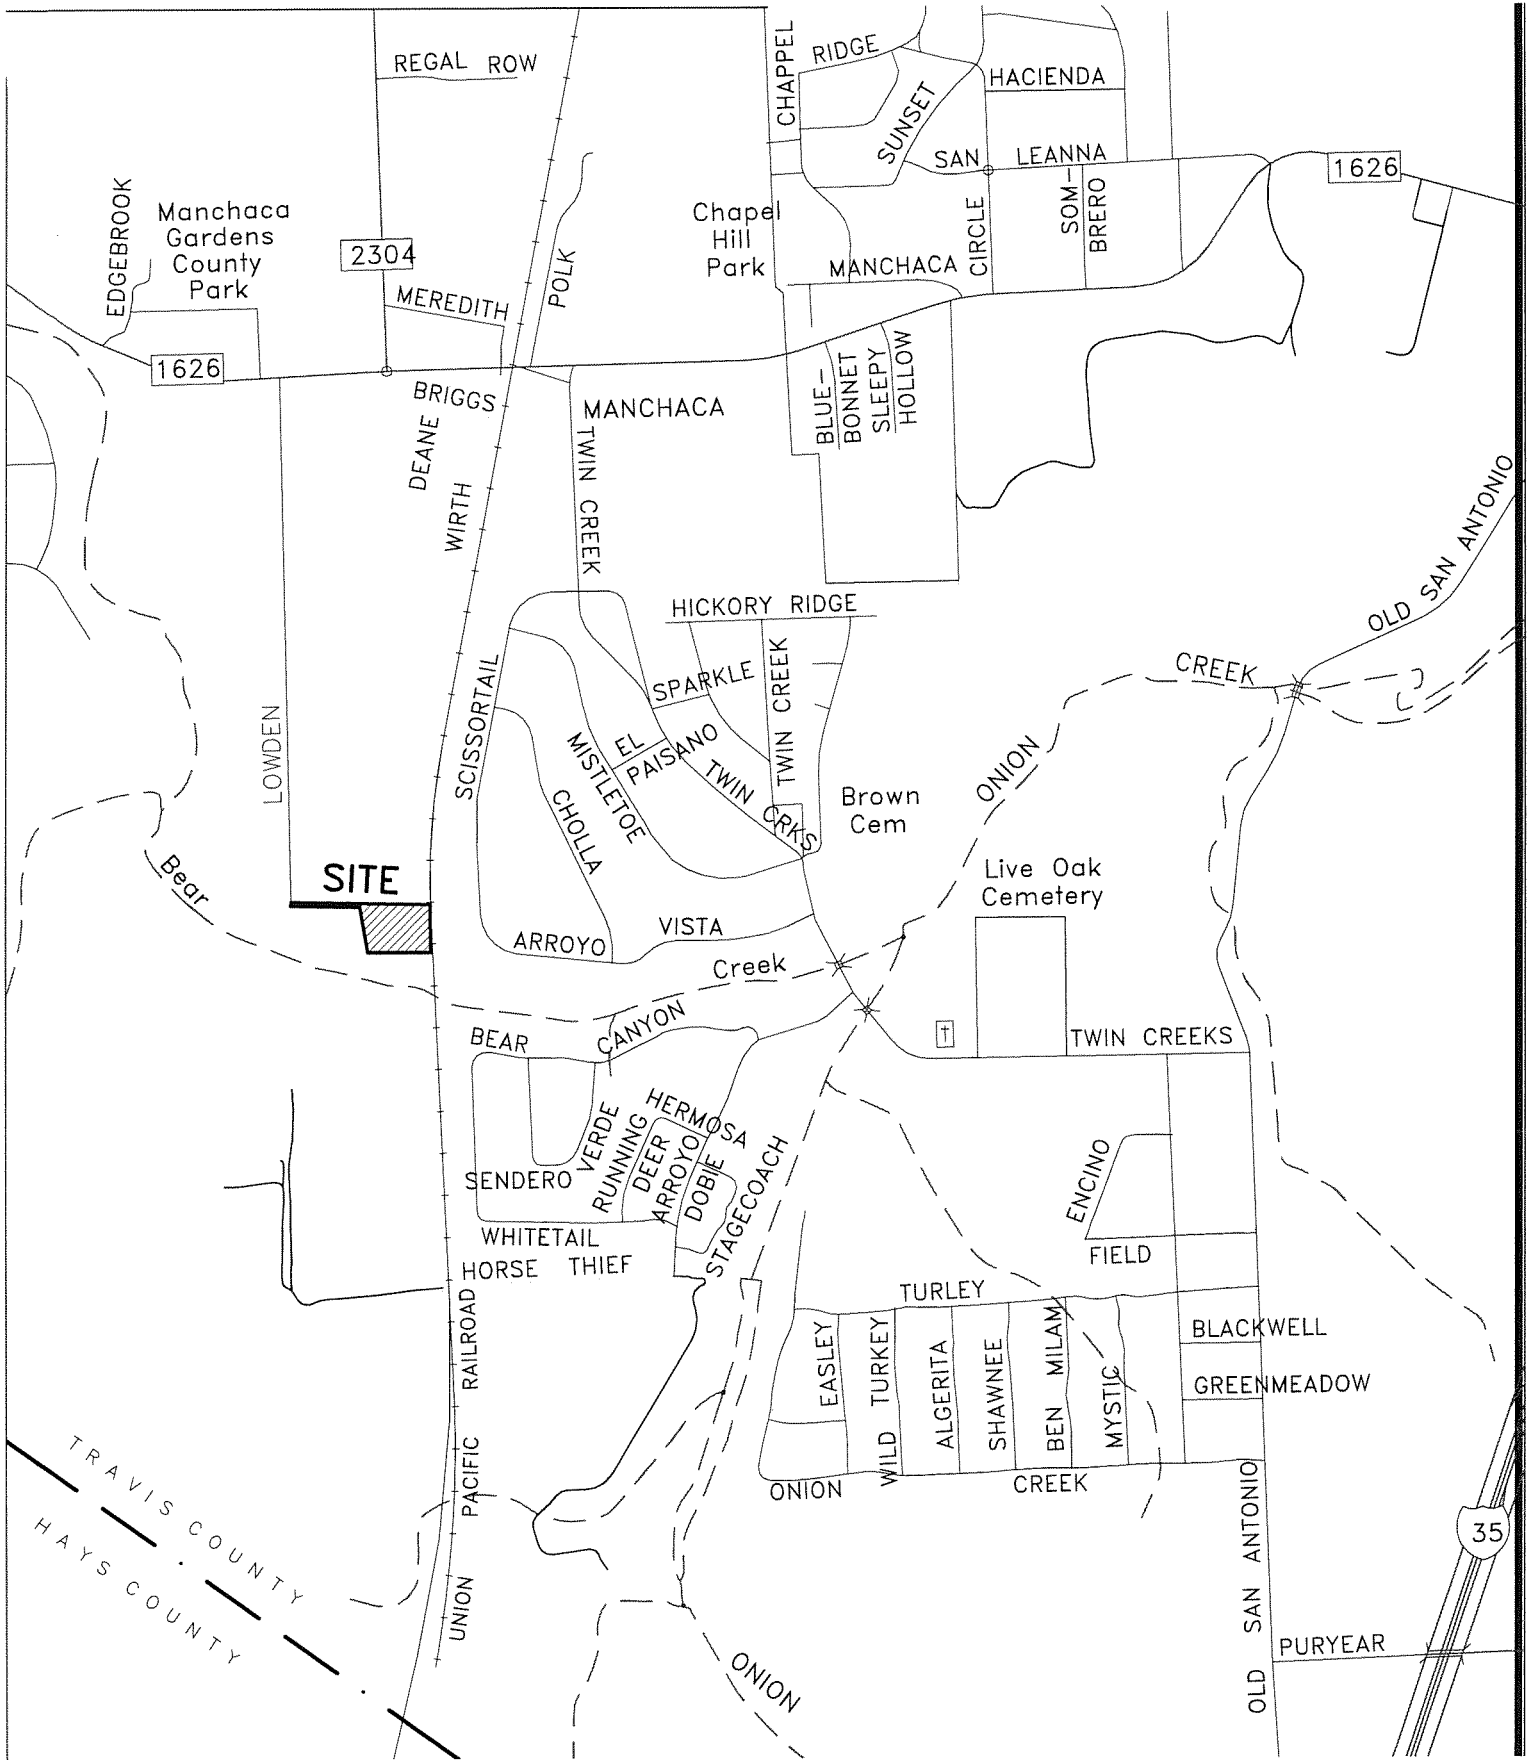 REGAL ROW
CHAPPEL
RIDGE
HACIENDA
SUNSET
SAN LEANNA
1626
EDGEBROOK
Manchaca
Gardens
County
Park
2304
MEREDITH
POLK
Chapel
Hill
Park
MANCHACA
CIRCLE
SOM-
BRERO
1626
BRIGGS
DEANE
WIRTH
MANCHACA
TWIN CREEK
BLUE-
BONNET
SLEEPY
HOLLOW
OLD SAN ANTONIO
HICKORY RIDGE
SCISSORTAIL
SPARKLE
TWIN CREEK
CREEK
LOWDEN
MISTLETOE
EL
PAISANO
TWIN CRKS
CHOLLA
Brown
Cem
ONION
SITE
Bear
Live Oak
Cemetery
ARROYO
VISTA
Creek
BEAR
CANYON
TWIN CREEKS
HERMOSA
VERDE
RUNNING
DEER
ARROYO
DOBIE
STAGECOACH
SENDERO
ENCINO
WHITETAIL
HORSE THIEF
FIELD
TURLEY
BLACKWELL
GREENMEADOW
EASLEY
WILD TURKEY
ALGERITA
SHAWNEE
BEN MILAM
MYSTIC
ONION
CREEK
UNION PACIFIC RAILROAD
TRAVIS COUNTY
HAYS COUNTY
35
OLD SAN ANTONIO
PURYEAR
ONION